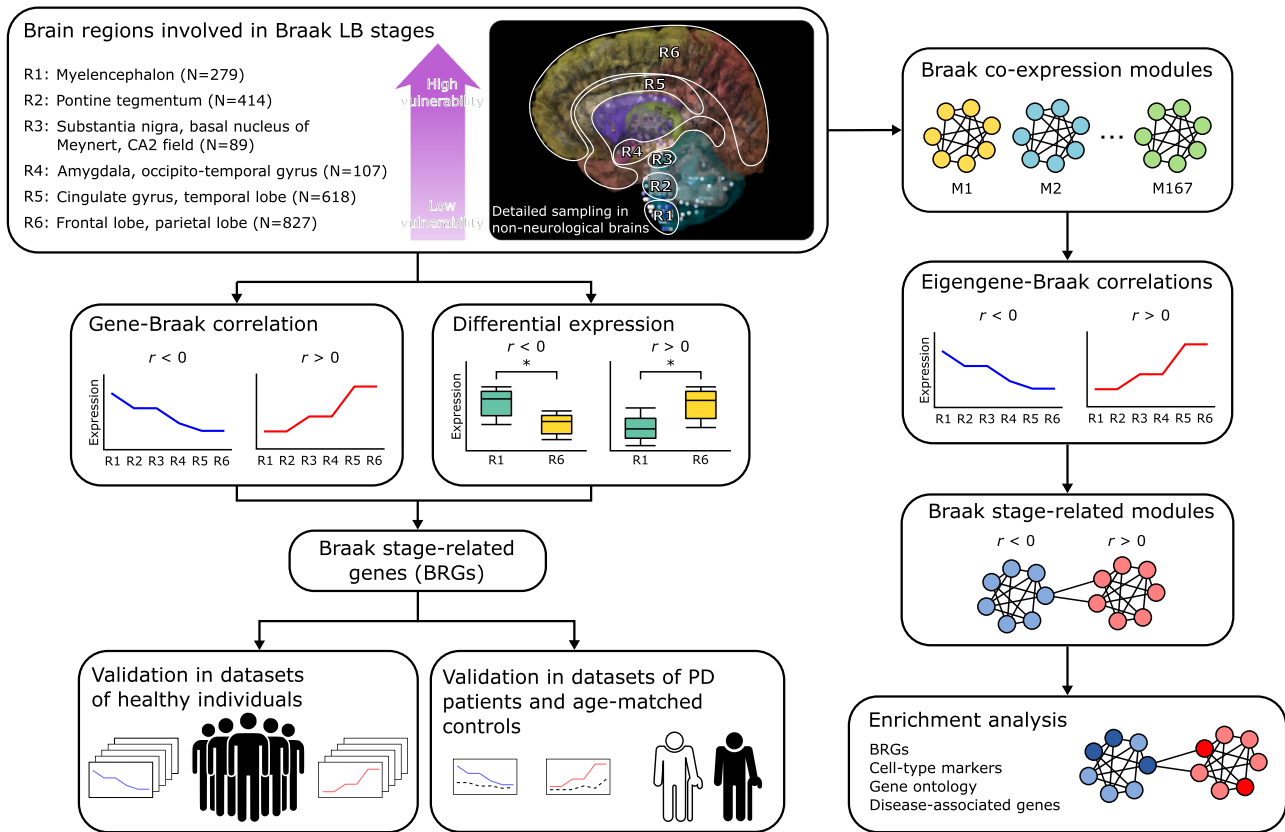 Brain regions involved in Braak LB stages
R1: Myelencephalon (N=279)
R2: Pontine tegmentum (N=414)
R3: Substantia nigra, basal nucleus of
Meynert, CA2 field (N=89)
R4: Amygdala, occipito-temporal gyrus (N=107)
R5: Cingulate gyrus, temporal lobe (N=618)
R6: Frontal lobe, parietal lobe (N=827)
High
vulnerability
Low
vulnerability
R6
R5
R4
R3
R2
R1
Detailed sampling in
non-neurological brains
Braak co-expression modules
...
M1 M2 M167
Gene-Braak correlation
r < 0 r > 0
Expression
R1 R2 R3 R4 R5 R6 R1 R2 R3 R4 R5 R6
Differential expression
r < 0 r > 0
* *
Expression
R1 R6 R1 R6
Eigengene-Braak correlations
r < 0 r > 0
Expression
R1 R2 R3 R4 R5 R6 R1 R2 R3 R4 R5 R6
Braak stage-related
genes (BRGs)
Braak stage-related modules
r < 0 r > 0
Validation in datasets
of healthy individuals
Validation in datasets of PD
patients and age-matched
controls
Enrichment analysis
BRGs
Cell-type markers
Gene ontology
Disease-associated genes